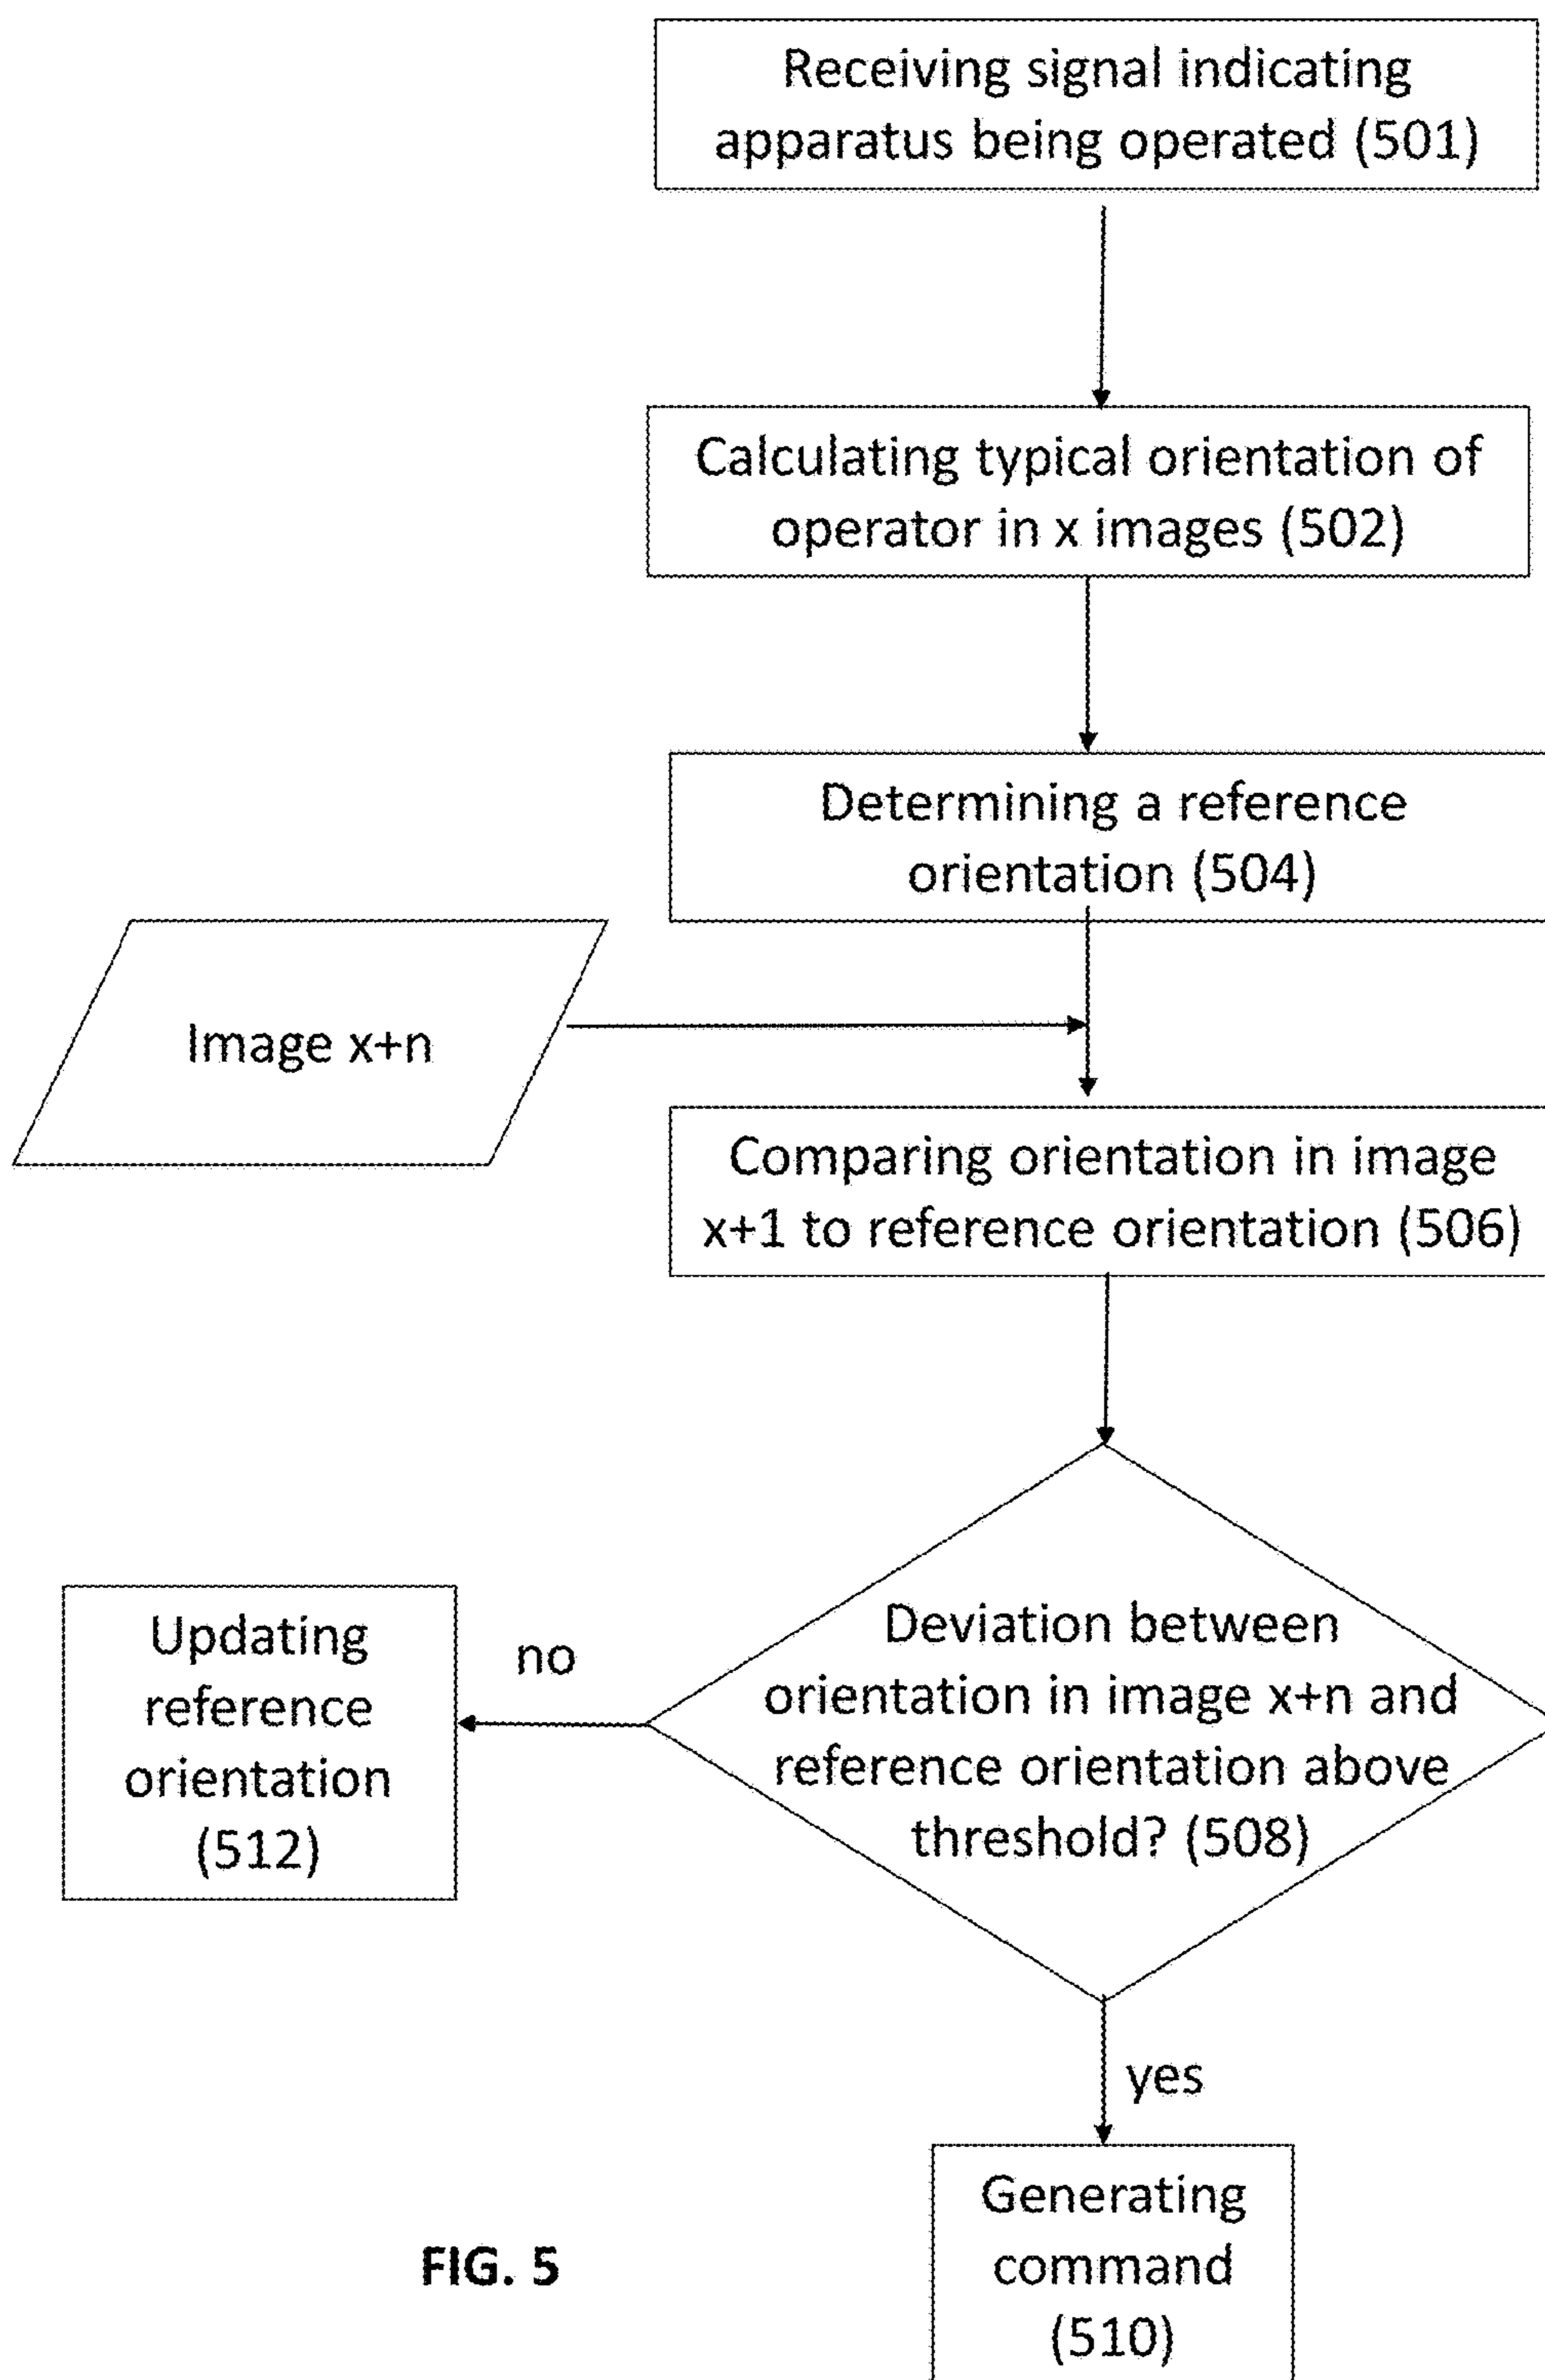 Receiving signal indicating
apparatus being operated (501)
Calculating typical orientation of
operator in x images (502)
Determining a reference
orientation (504)
Image x+n
Comparing orientation in image
x+1 to reference orientation (506)
Deviation between
orientation in image x+n and
reference orientation above
threshold? (508)
no
Updating
reference
orientation
(512)
yes
Generating
command
(510)
FIG. 5